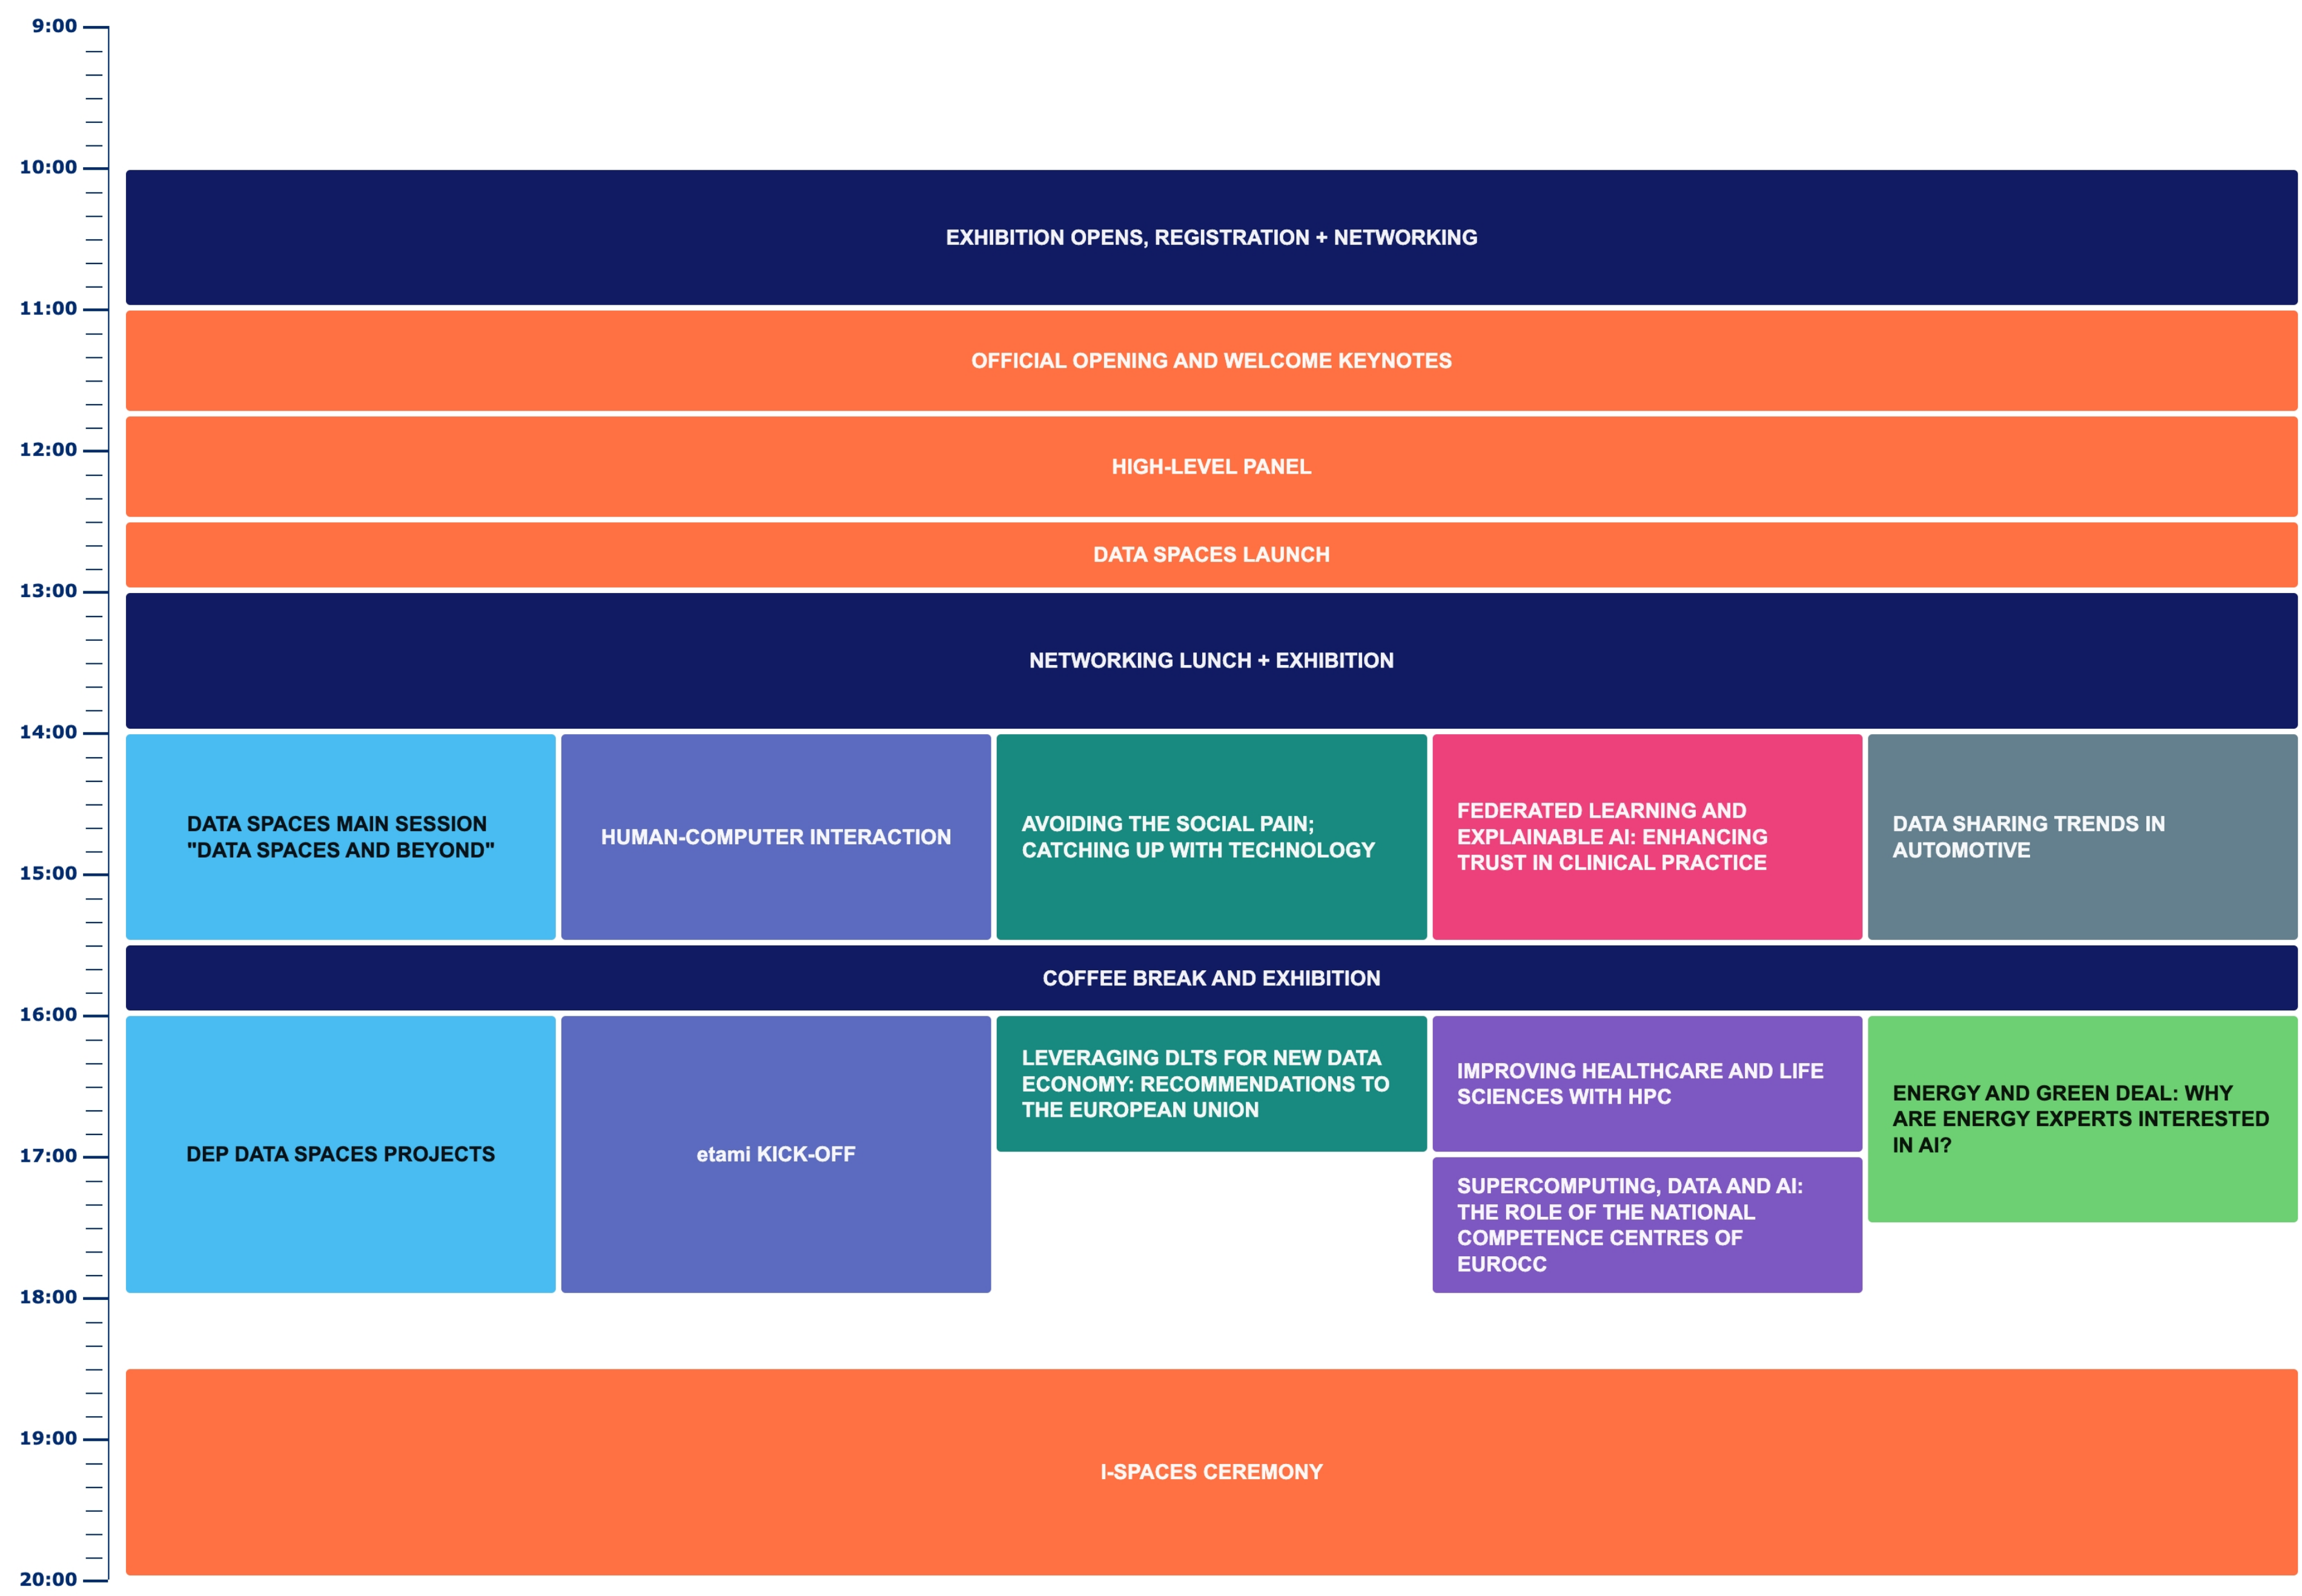 9:00
10:00
EXHIBITION OPENS, REGISTRATION + NETWORKING
11:00
OFFICIAL OPENING AND WELCOME KEYNOTES
12:00
HIGH-LEVEL PANEL
DATA SPACES LAUNCH
13:00
NETWORKING LUNCH + EXHIBITION
14:00
DATA SPACES MAIN SESSION
"DATA SPACES AND BEYOND"
HUMAN-COMPUTER INTERACTION
AVOIDING THE SOCIAL PAIN;
CATCHING UP WITH TECHNOLOGY
FEDERATED LEARNING AND
EXPLAINABLE AI: ENHANCING
TRUST IN CLINICAL PRACTICE
DATA SHARING TRENDS IN
AUTOMOTIVE
15:00
COFFEE BREAK AND EXHIBITION
16:00
DEP DATA SPACES PROJECTS
etami KICK-OFF
LEVERAGING DLTS FOR NEW DATA
ECONOMY: RECOMMENDATIONS TO
THE EUROPEAN UNION
IMPROVING HEALTHCARE AND LIFE
SCIENCES WITH HPC
ENERGY AND GREEN DEAL: WHY
ARE ENERGY EXPERTS INTERESTED
IN AI?
17:00
SUPERCOMPUTING, DATA AND AI:
THE ROLE OF THE NATIONAL
COMPETENCE CENTRES OF
EUROCC
18:00
19:00
I-SPACES CEREMONY
20:00